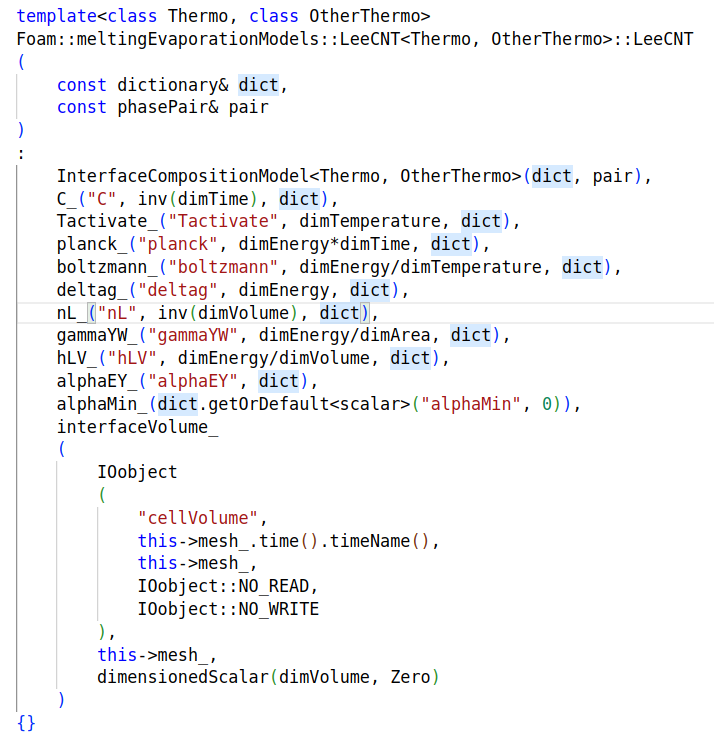 template<class Thermo, class OtherThermo>
Foam::meltingEvaporationModels::LeeCNT<Thermo, OtherThermo>::LeeCNT
(
    const dictionary& dict,
    const phasePair& pair
)
:
    InterfaceCompositionModel<Thermo, OtherThermo>(dict, pair),
    C_("C", inv(dimTime), dict),
    Tactivate_("Tactivate", dimTemperature, dict),
    planck_("planck", dimEnergy*dimTime, dict),
    boltzmann_("boltzmann", dimEnergy/dimTemperature, dict),
    deltag_("deltag", dimEnergy, dict),
    nL_("nL", inv(dimVolume), dict),
    gammaYW_("gammaYW", dimEnergy/dimArea, dict),
    hLV_("hLV", dimEnergy/dimVolume, dict),
    alphaEY_("alphaEY", dict),
    alphaMin_(dict.getOrDefault<scalar>("alphaMin", 0)),
    interfaceVolume_
    (
        IOobject
        (
            "cellVolume",
            this->mesh_.time().timeName(),
            this->mesh_,
            IOobject::NO_READ,
            IOobject::NO_WRITE
        ),
        this->mesh_,
        dimensionedScalar(dimVolume, Zero)
    )
{}